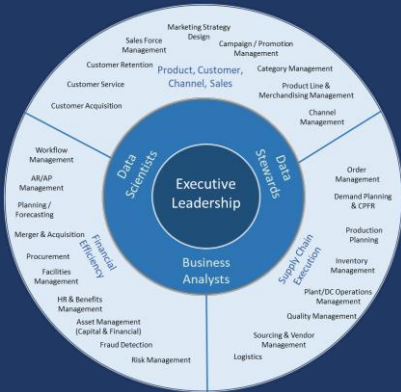 Marketing Strategy
Design
Sales Force
Management
Campaign / Promotion
Management
Customer Retention
Product, Customer,
Channel, Sales
Category Management
Customer Service
Product Line &
Merchandising Management
Customer Acquisition
Channel
Management
Data
Scientists
Data
Stewards
Executive
Leadership
Business
Analysts
Workflow
Management
AR/AP
Management
Planning /
Forecasting
Merger & Acquisition
Financial
Efficiency
Procurement
Facilities
Management
HR & Benefits
Management
Asset Management
(Capital & Financial)
Fraud Detection
Risk Management
Order
Management
Demand Planning
& CPFR
Production
Planning
Inventory
Management
Supply Chain
Execution
Plant/DC Operations
Management
Quality Management
Sourcing & Vendor
Management
Logistics